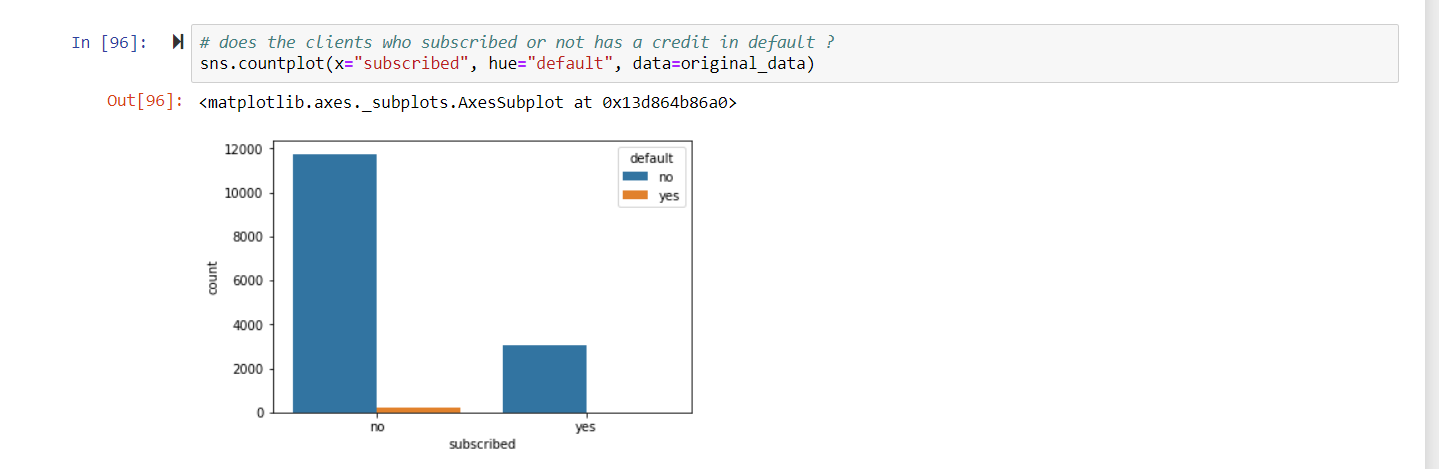 In [96]:
# does the clients who subscribed or not has a credit in default ?
sns.countplot(x="subscribed", hue="default", data=original_data)
Out[96]:
<matplotlib.axes._subplots.AxesSubplot at 0x13d864b86a0>
default
no
yes
12000
10000
8000
6000
4000
2000
0
count
no
yes
subscribed